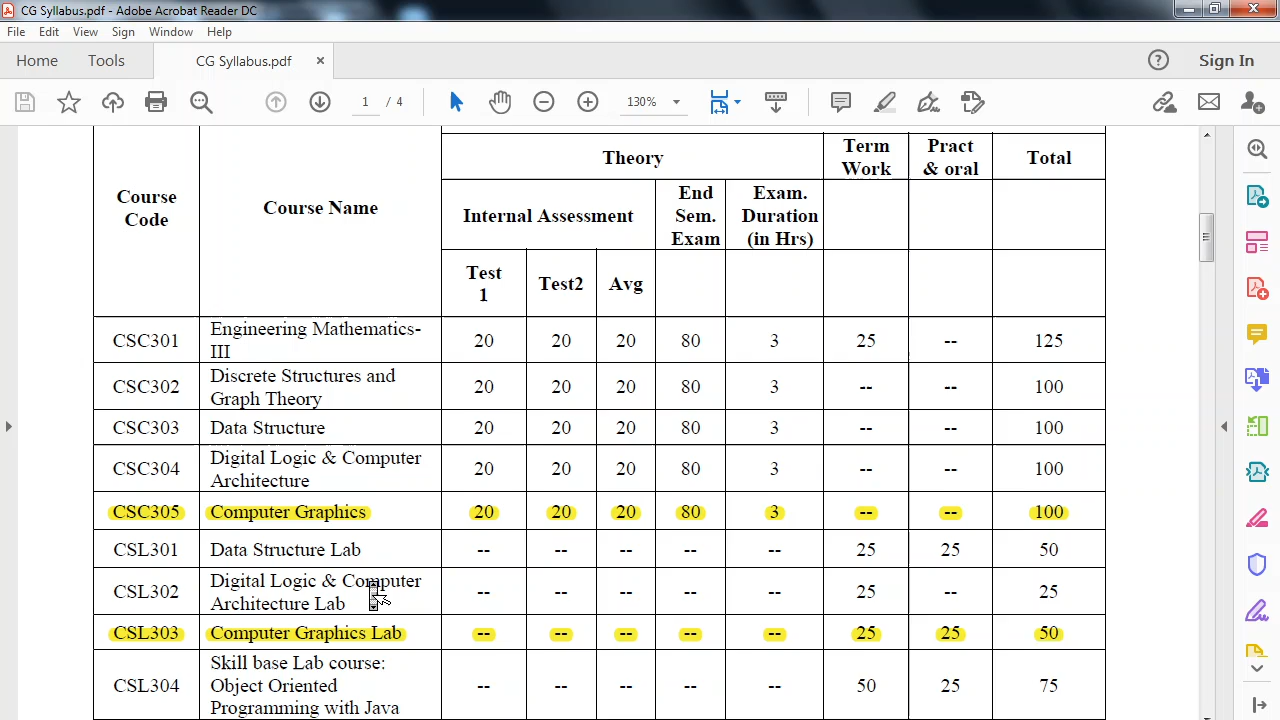 CG Syllabus.pdf - Adobe Acrobat Reader DC
File Edit View Sign Window Help
Home Tools CG Syllabus.pdf × ? Sign In
1 / 4 130%
Theory Term Work Pract & oral Total
Course Code Course Name
Internal Assessment End Sem. Exam Exam. Duration (in Hrs)
Test 1 Test2 Avg
CSC301 Engineering Mathematics-III 20 20 20 80 3 25 -- 125
CSC302 Discrete Structures and Graph Theory 20 20 20 80 3 -- -- 100
CSC303 Data Structure 20 20 20 80 3 -- -- 100
CSC304 Digital Logic & Computer Architecture 20 20 20 80 3 -- -- 100
CSC305 Computer Graphics 20 20 20 80 3 -- -- 100
CSL301 Data Structure Lab -- -- -- -- -- 25 25 50
CSL302 Digital Logic & Computer Architecture Lab -- -- -- -- -- 25 -- 25
CSL303 Computer Graphics Lab -- -- -- -- -- 25 25 50
CSL304 Skill base Lab course: Object Oriented Programming with Java -- -- -- -- -- 50 25 75